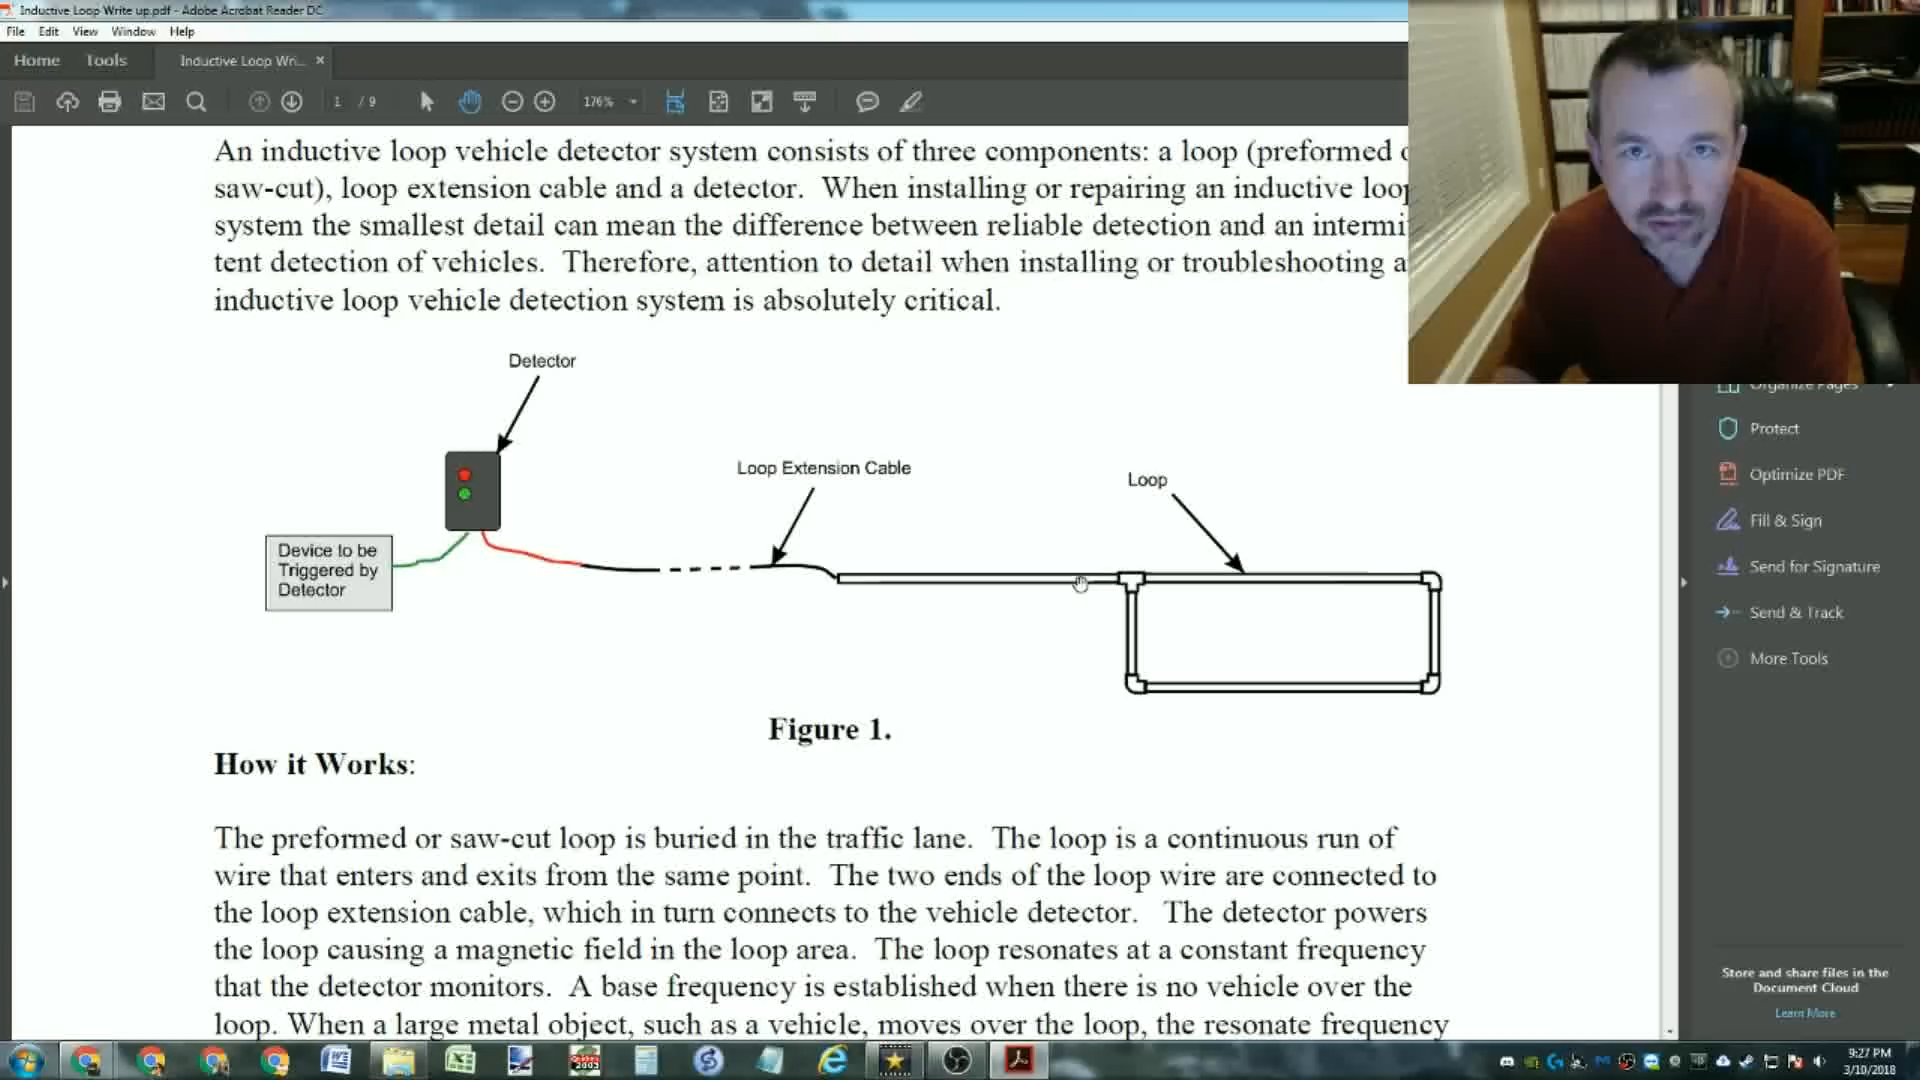 Inductive Loop Write up.pdf - Adobe Acrobat Reader DC
File Edit View Window Help
Home Tools Inductive Loop Wri... ×
1 / 9 176%
An inductive loop vehicle detector system consists of three components: a loop (preformed
saw-cut), loop extension cable and a detector. When installing or repairing an inductive loop
system the smallest detail can mean the difference between reliable detection and an intermi
tent detection of vehicles. Therefore, attention to detail when installing or troubleshooting a
inductive loop vehicle detection system is absolutely critical.
Detector
Loop Extension Cable
Loop
Device to be
Triggered by
Detector
Figure 1.
How it Works:
The preformed or saw-cut loop is buried in the traffic lane. The loop is a continuous run of
wire that enters and exits from the same point. The two ends of the loop wire are connected to
the loop extension cable, which in turn connects to the vehicle detector. The detector powers
the loop causing a magnetic field in the loop area. The loop resonates at a constant frequency
that the detector monitors. A base frequency is established when there is no vehicle over the
loop. When a large metal object, such as a vehicle, moves over the loop, the resonate frequency
Organize Pages
Protect
Optimize PDF
Fill & Sign
Send for Signature
Send & Track
More Tools
Store and share files in the
Document Cloud
Learn More
9:27 PM
3/10/2018